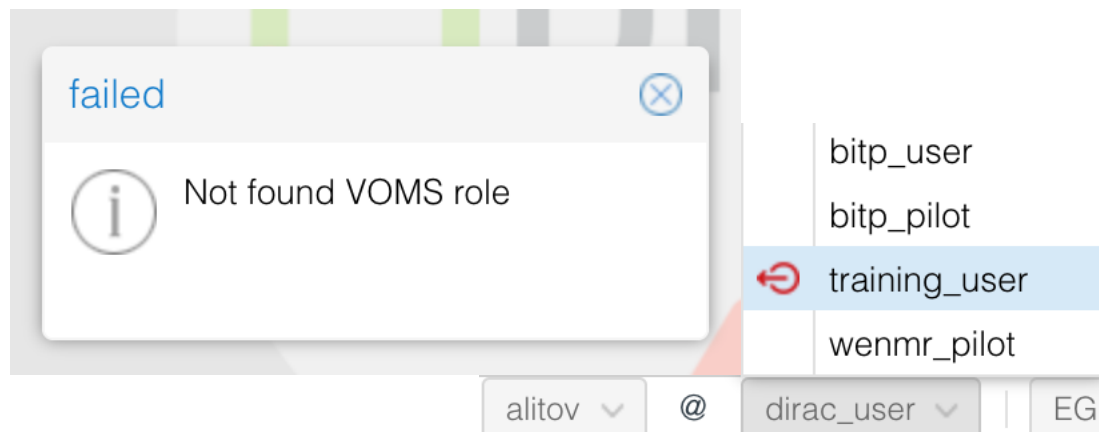 failed
Not found VOMS role
bitp_user
bitp_pilot
training_user
wenmr_pilot
alitov @ dirac_user EG